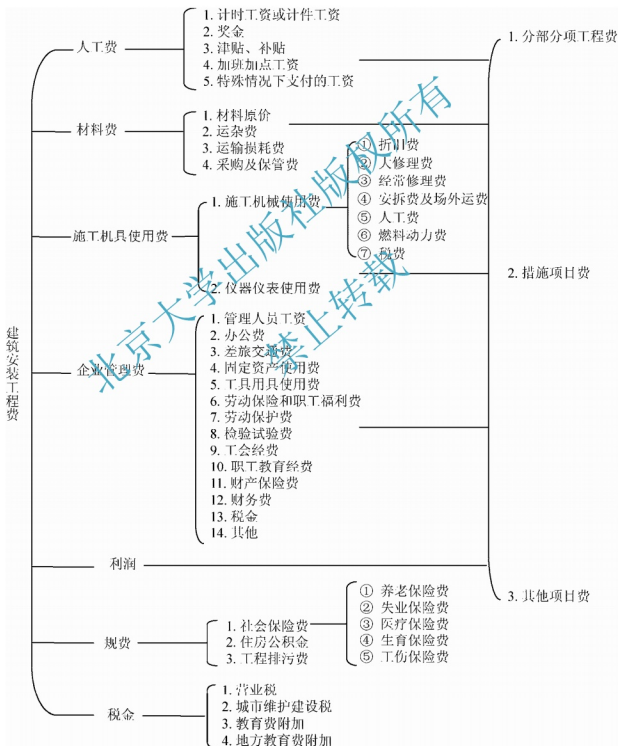 建筑安装工程费
人工费
1. 计时工资或计件工资
2. 奖金
3. 津贴、补贴
4. 加班加点工资
5. 特殊情况下支付的工资
材料费
1. 材料原价
2. 运杂费
3. 运输损耗费
4. 采购及保管费
施工机具使用费
1. 施工机械使用费
① 折旧费
② 大修理费
③ 经常修理费
④ 安拆费及场外运费
⑤ 人工费
⑥ 燃料动力费
⑦ 税费
2. 仪器仪表使用费
企业管理费
1. 管理人员工资
2. 办公费
3. 差旅交通费
4. 固定资产使用费
5. 工具用具使用费
6. 劳动保险和职工福利费
7. 劳动保护费
8. 检验试验费
9. 工会经费
10. 职工教育经费
11. 财产保险费
12. 财务费
13. 税金
14. 其他
利润
规费
1. 社会保险费
① 养老保险费
② 失业保险费
③ 医疗保险费
④ 生育保险费
⑤ 工伤保险费
2. 住房公积金
3. 工程排污费
税金
1. 营业税
2. 城市维护建设税
3. 教育费附加
4. 地方教育费附加
1. 分部分项工程费
2. 措施项目费
3. 其他项目费
北京大学出版社版权所有
禁止转载